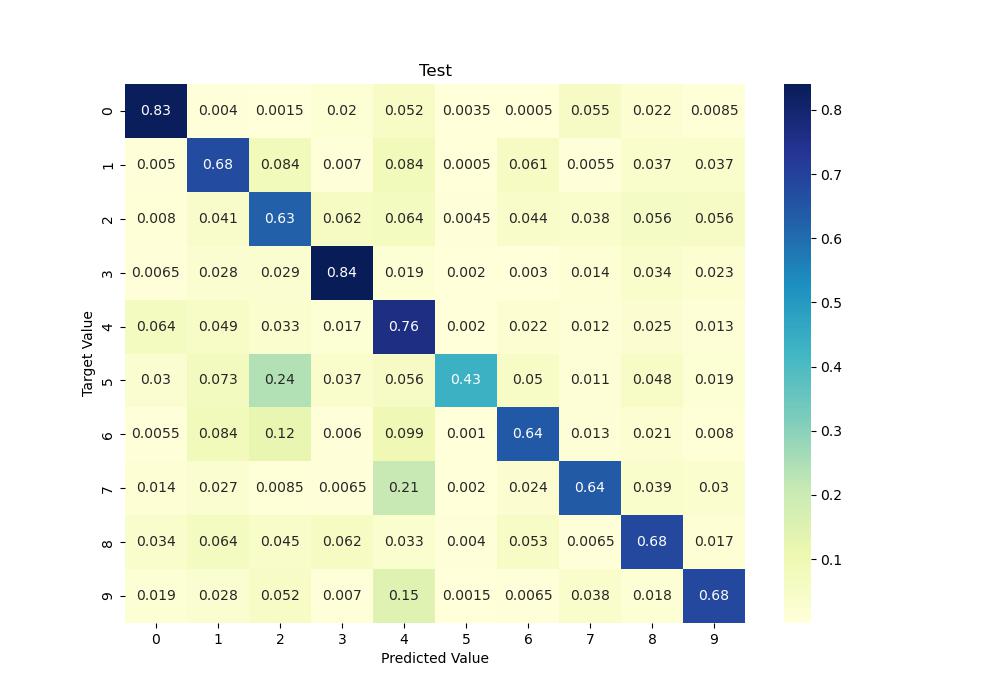 Test
0 0.83 0.004 0.0015 0.02 0.052 0.0035 0.0005 0.055 0.022 0.0085
1 0.005 0.68 0.084 0.007 0.084 0.0005 0.061 0.0055 0.037 0.037
2 0.008 0.041 0.63 0.062 0.064 0.0045 0.044 0.038 0.056 0.056
3 0.0065 0.028 0.029 0.84 0.019 0.002 0.003 0.014 0.034 0.023
4 0.064 0.049 0.033 0.017 0.76 0.002 0.022 0.012 0.025 0.013
5 0.03 0.073 0.24 0.037 0.056 0.43 0.05 0.011 0.048 0.019
6 0.0055 0.084 0.12 0.006 0.099 0.001 0.64 0.013 0.021 0.008
7 0.014 0.027 0.0085 0.0065 0.21 0.002 0.024 0.64 0.039 0.03
8 0.034 0.064 0.045 0.062 0.033 0.004 0.053 0.0065 0.68 0.017
9 0.019 0.028 0.052 0.007 0.15 0.0015 0.0065 0.038 0.018 0.68
0 1 2 3 4 5 6 7 8 9
Predicted Value
Target Value
0.8
0.7
0.6
0.5
0.4
0.3
0.2
0.1